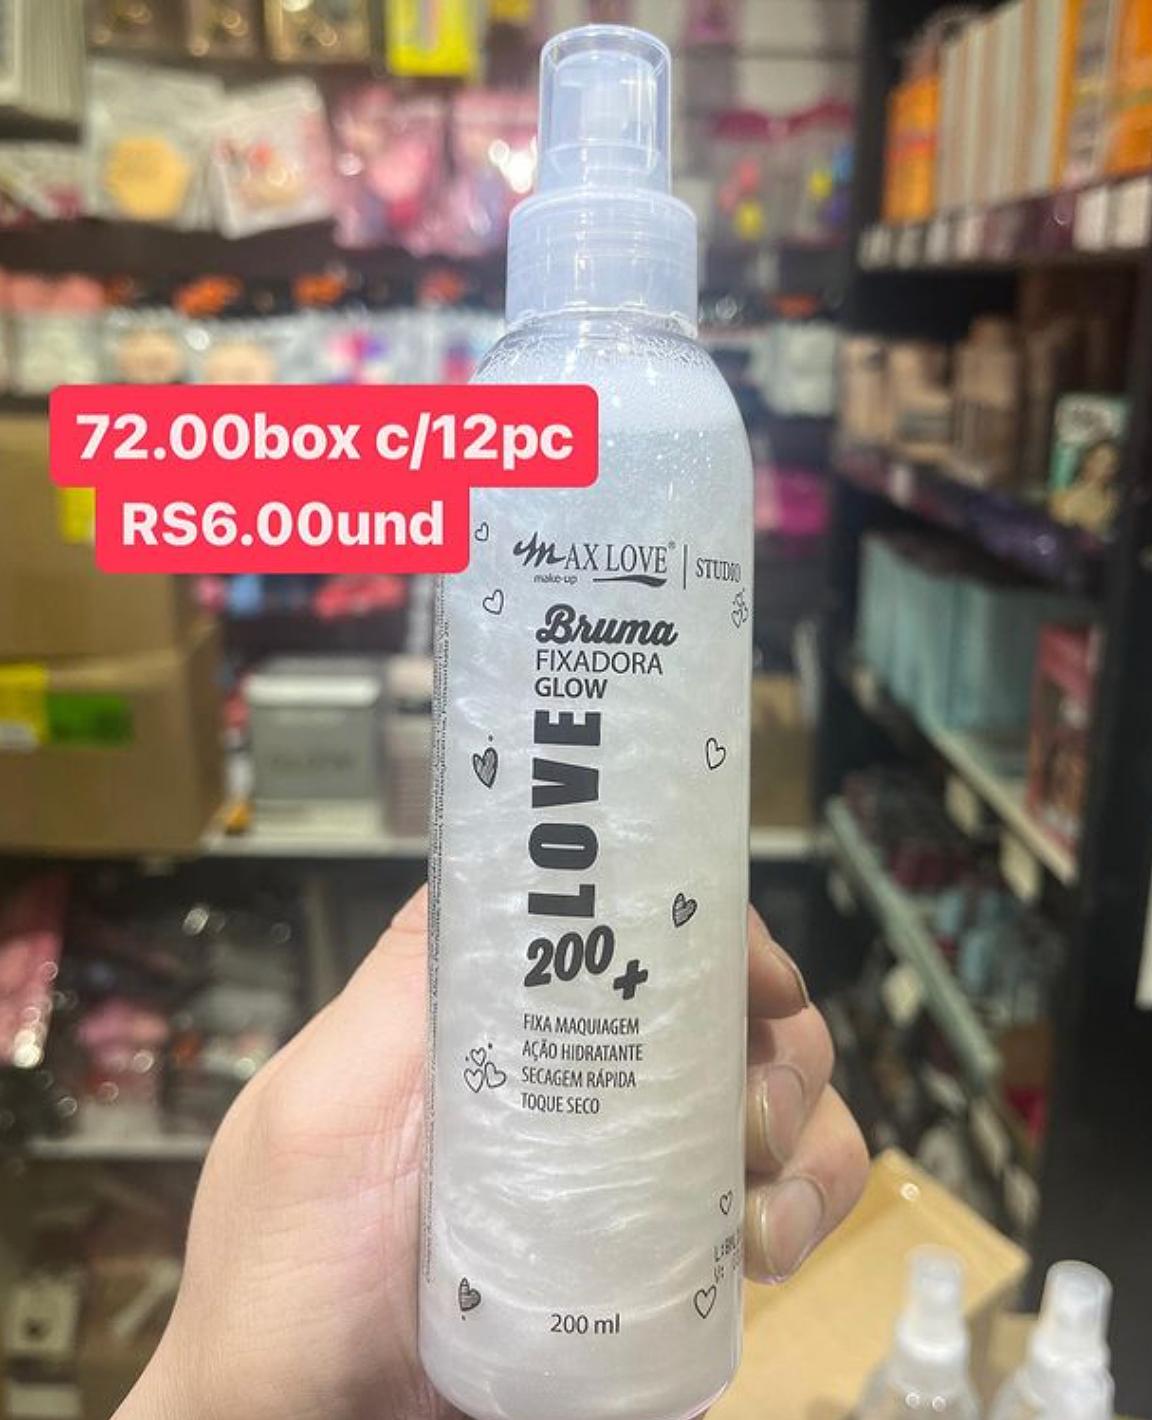 72.00box c/12pc
RS6.00und
MAX LOVE® | STUDIO
make-up
Bruma
FIXADORA
GLOW
LOVE
200+
FIXA MAQUIAGEM
AÇÃO HIDRATANTE
SECAGEM RÁPIDA
TOQUE SECO
200 ml